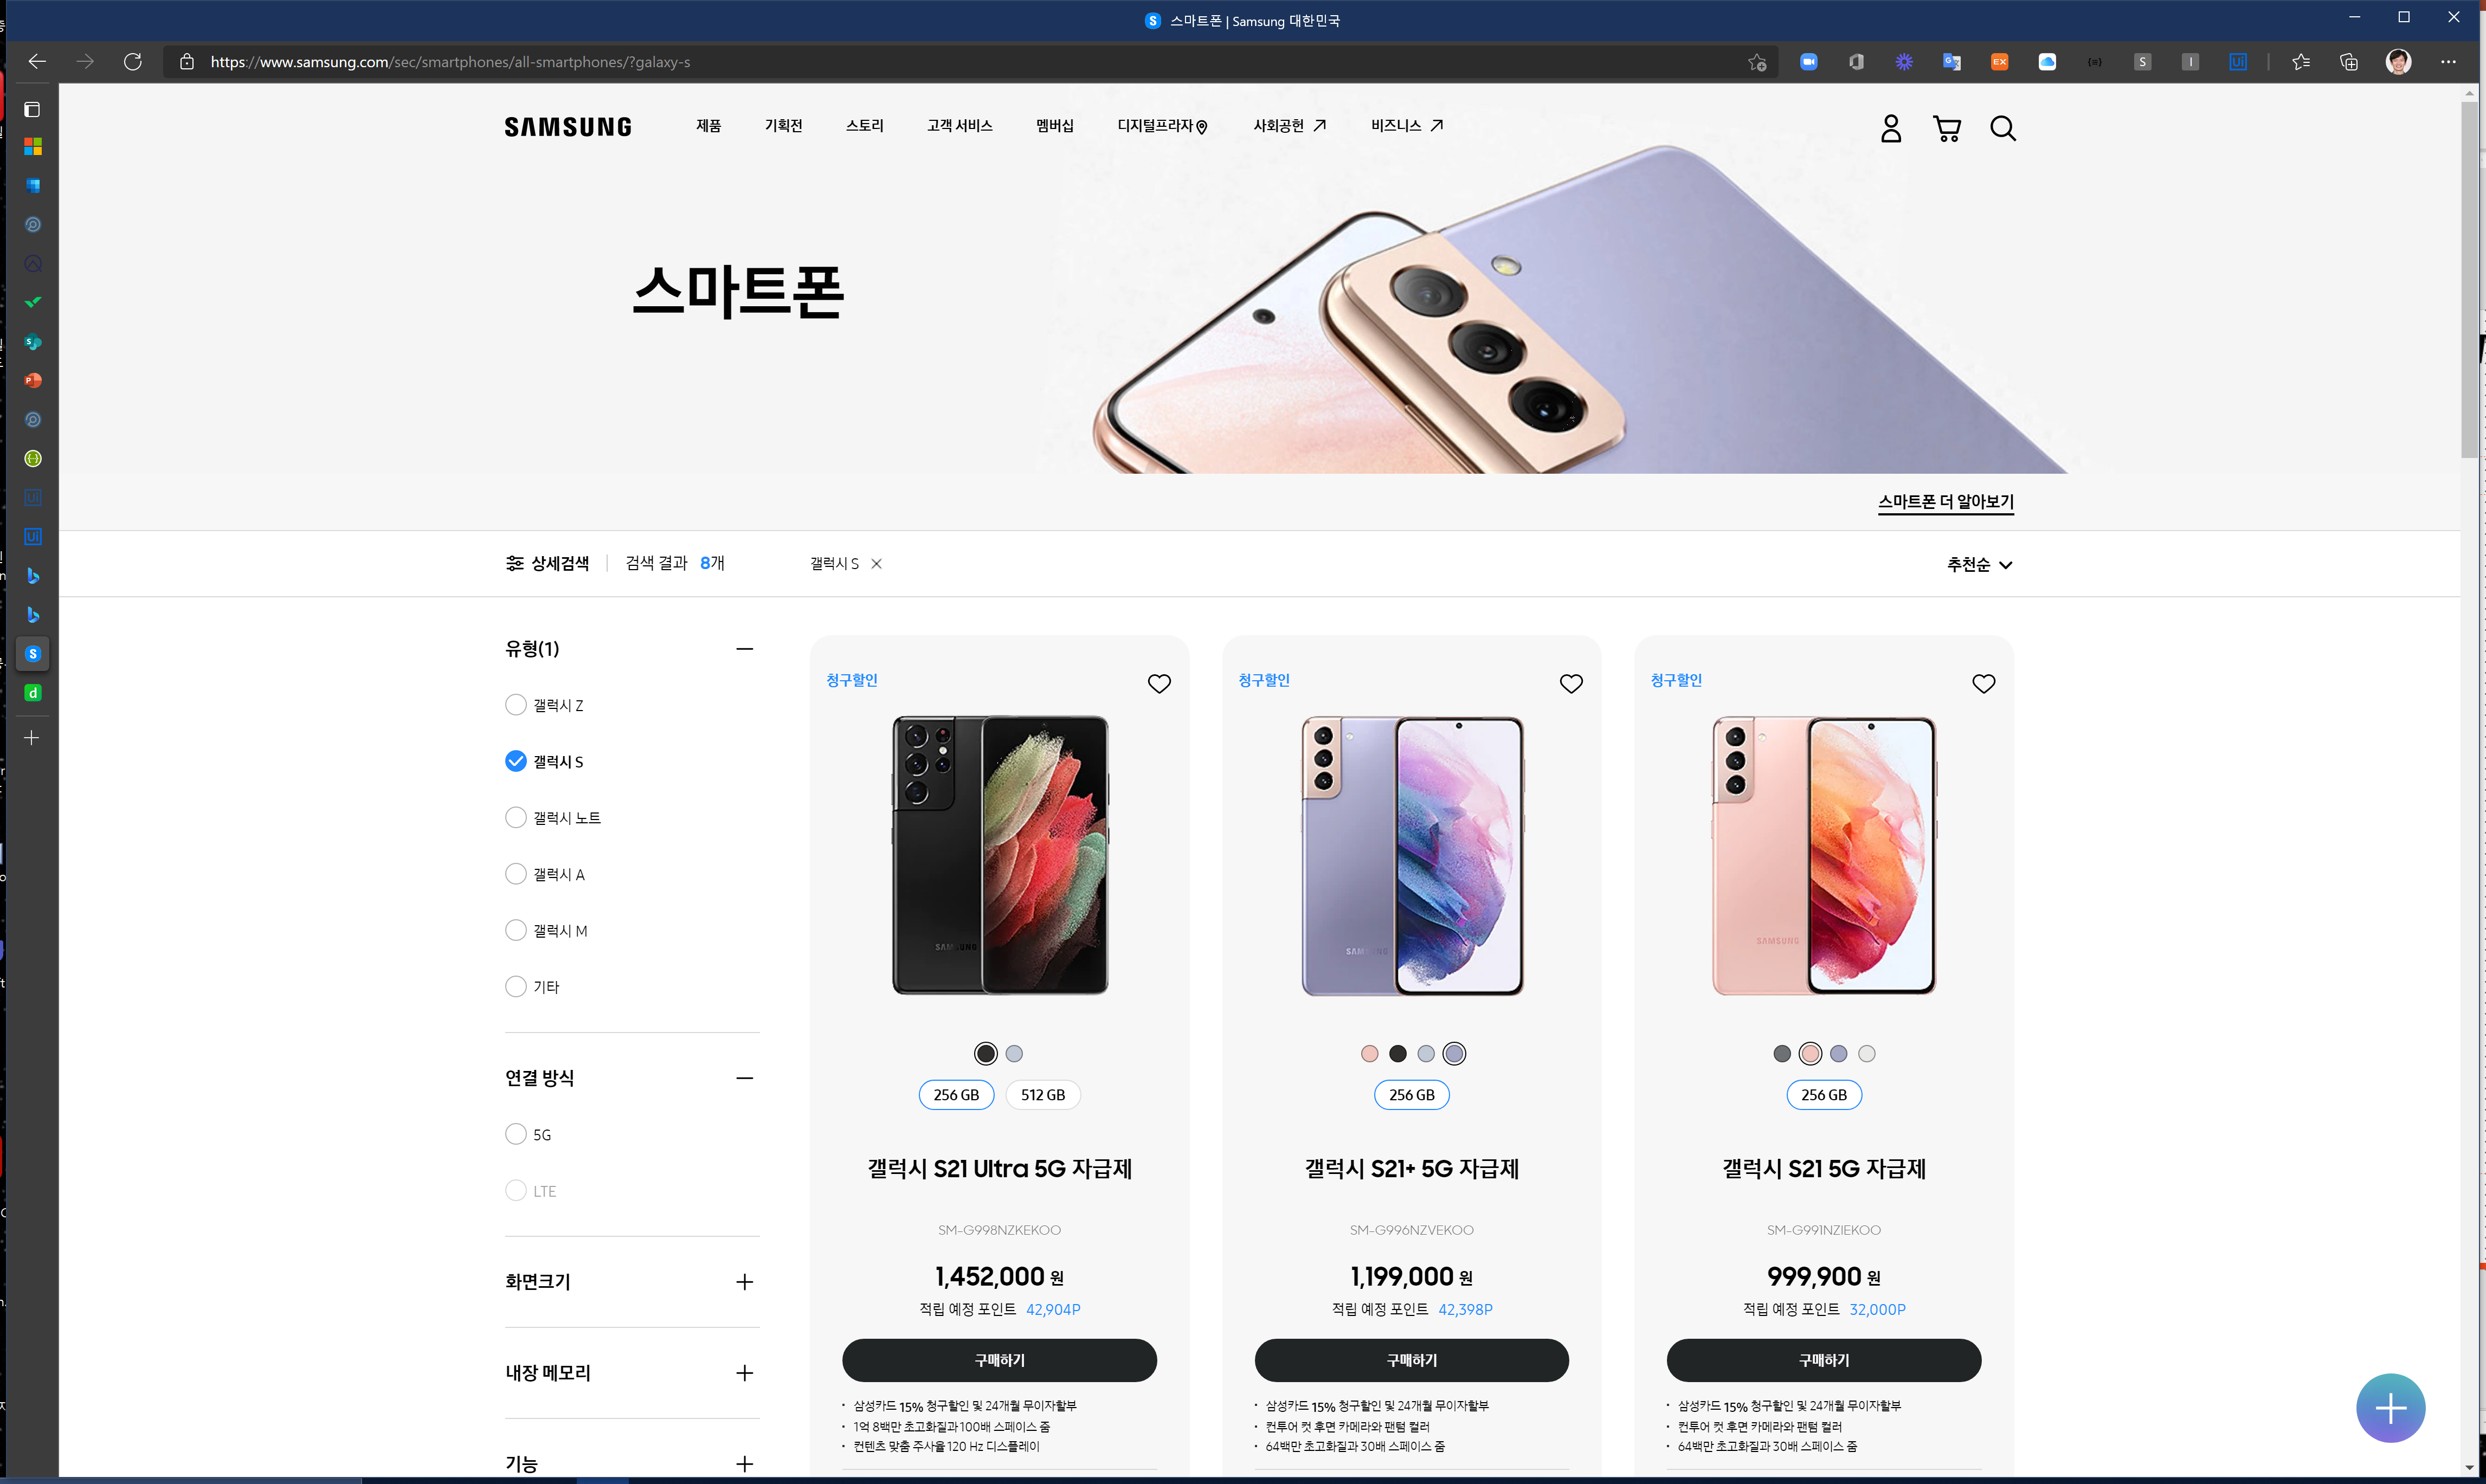 스마트폰 | Samsung 대한민국
https://www.samsung.com/sec/smartphones/all-smartphones/?galaxy-s
SAMSUNG 제품 기획전 스토리 고객 서비스 멤버십 디지털프라자 사회공헌 비즈니스
스마트폰
스마트폰 더 알아보기
상세검색 검색 결과 8개 갤럭시 S 추천순
유형(1)
갤럭시 Z
갤럭시 S
갤럭시 노트
갤럭시 A
갤럭시 M
기타
연결 방식
5G
LTE
화면크기
내장 메모리
기능
청구할인
SAMSUNG
256 GB 512 GB
갤럭시 S21 Ultra 5G 자급제
SM-G998NZKEKOO
1,452,000 원
적립 예정 포인트 42,904P
구매하기
• 삼성카드 15% 청구할인 및 24개월 무이자할부
• 1억 8백만 초고화질과 100배 스페이스 줌
• 컨텐츠 맞춤 주사율 120 Hz 디스플레이
청구할인
SAMSUNG
256 GB
갤럭시 S21+ 5G 자급제
SM-G996NZVEKOO
1,199,000 원
적립 예정 포인트 42,398P
구매하기
• 삼성카드 15% 청구할인 및 24개월 무이자할부
• 컨투어 컷 후면 카메라와 팬텀 컬러
• 64백만 초고화질과 30배 스페이스 줌
청구할인
SAMSUNG
256 GB
갤럭시 S21 5G 자급제
SM-G991NZIEKOO
999,900 원
적립 예정 포인트 32,000P
구매하기
• 삼성카드 15% 청구할인 및 24개월 무이자할부
• 컨투어 컷 후면 카메라와 팬텀 컬러
• 64백만 초고화질과 30배 스페이스 줌